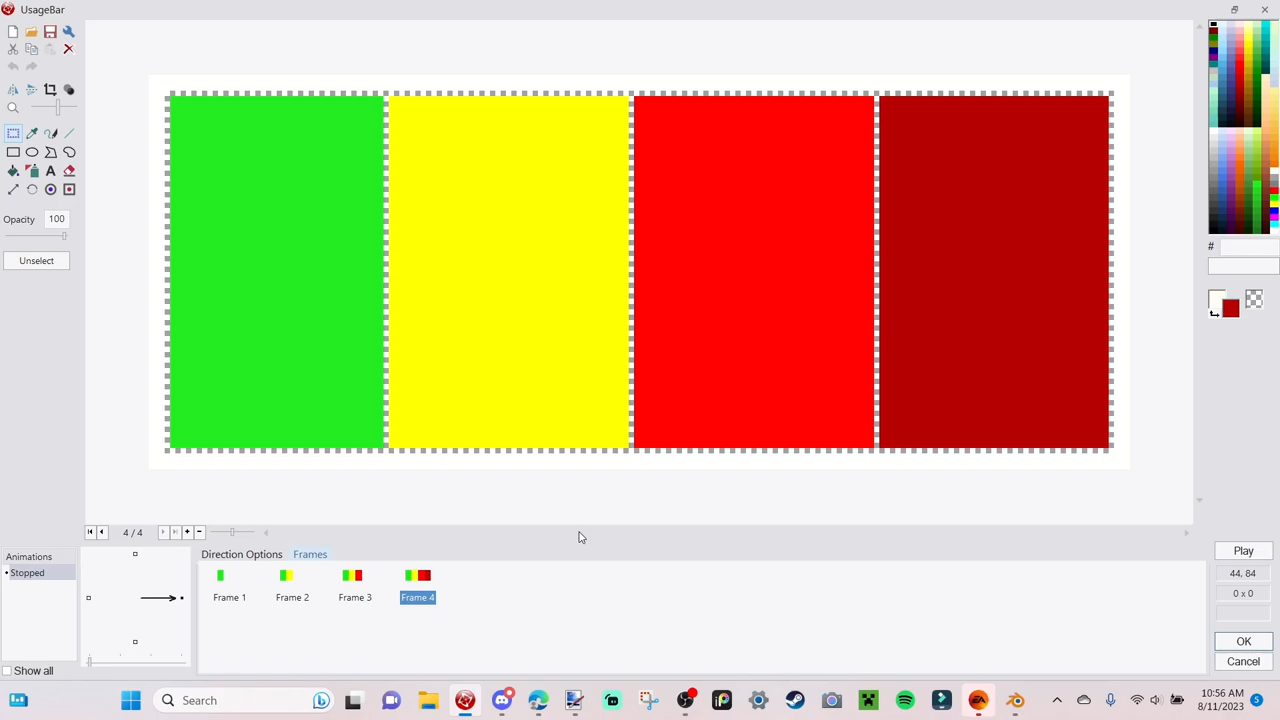 UsageBar
Opacity 100
Unselect
#
4 / 4
Animations
Stopped
Show all
Direction Options Frames
Frame 1 Frame 2 Frame 3 Frame 4
Play
44, 84
0 x 0
OK
Cancel
Search
10:56 AM
8/11/2023
5